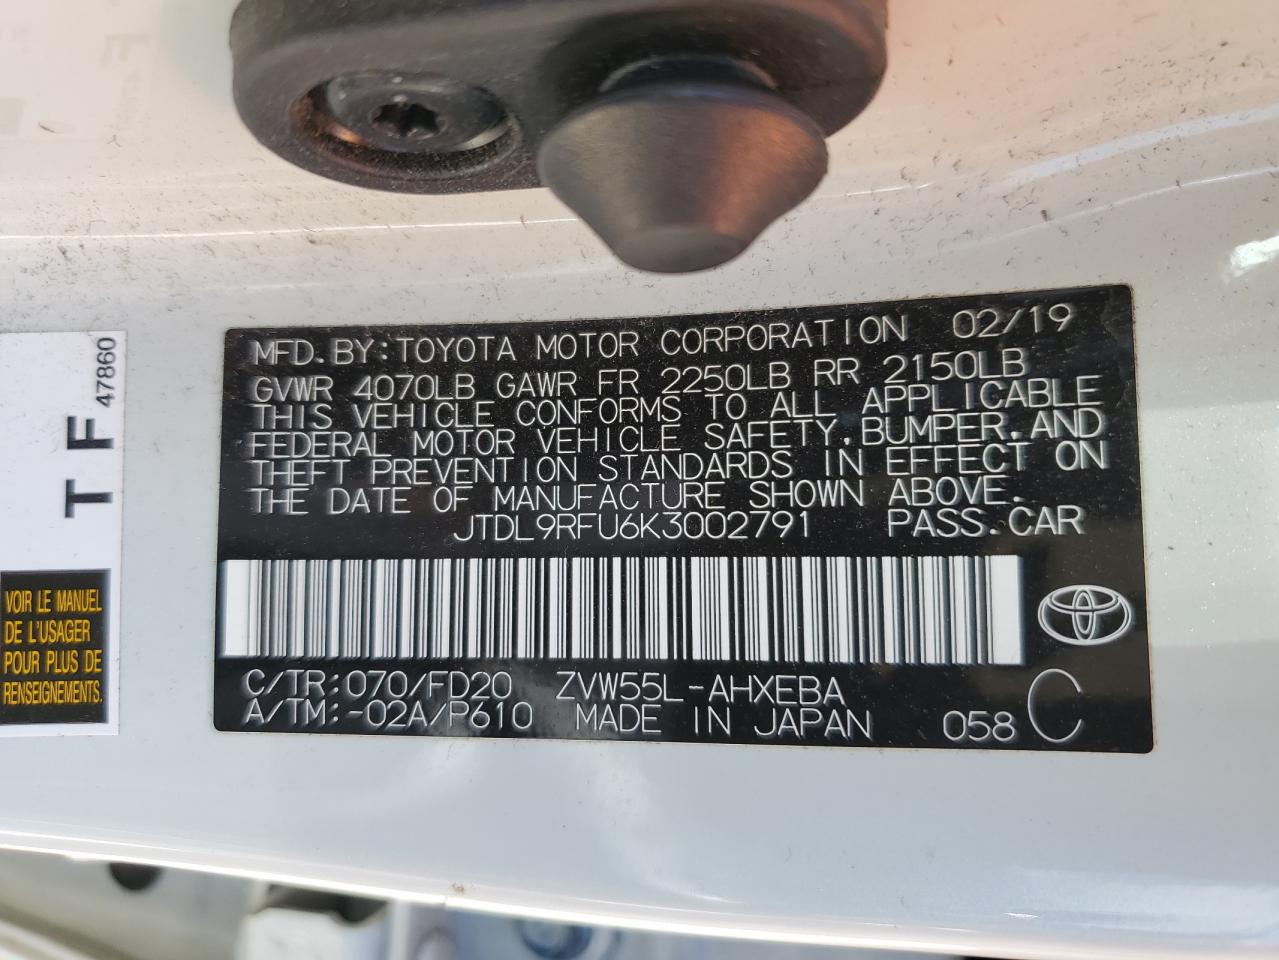 MFD.BY:TOYOTA MOTOR CORPORATION 02/19
GVWR 4070LB GAWR FR 2250LB RR 2150LB
THIS VEHICLE CONFORMS TO ALL APPLICABLE
FEDERAL MOTOR VEHICLE SAFETY,BUMPER,AND
THEFT PREVENTION STANDARDS IN EFFECT ON
THE DATE OF MANUFACTURE SHOWN ABOVE.
JTDL9RFU6K3002791 PASS.CAR
C/TR:070/FD20 ZVW55L-AHXEBA
A/TM:-02A/P610 MADE IN JAPAN 058 C
T F
47860
VOIR LE MANUEL
DE L'USAGER
POUR PLUS DE
RENSEIGNEMENTS.